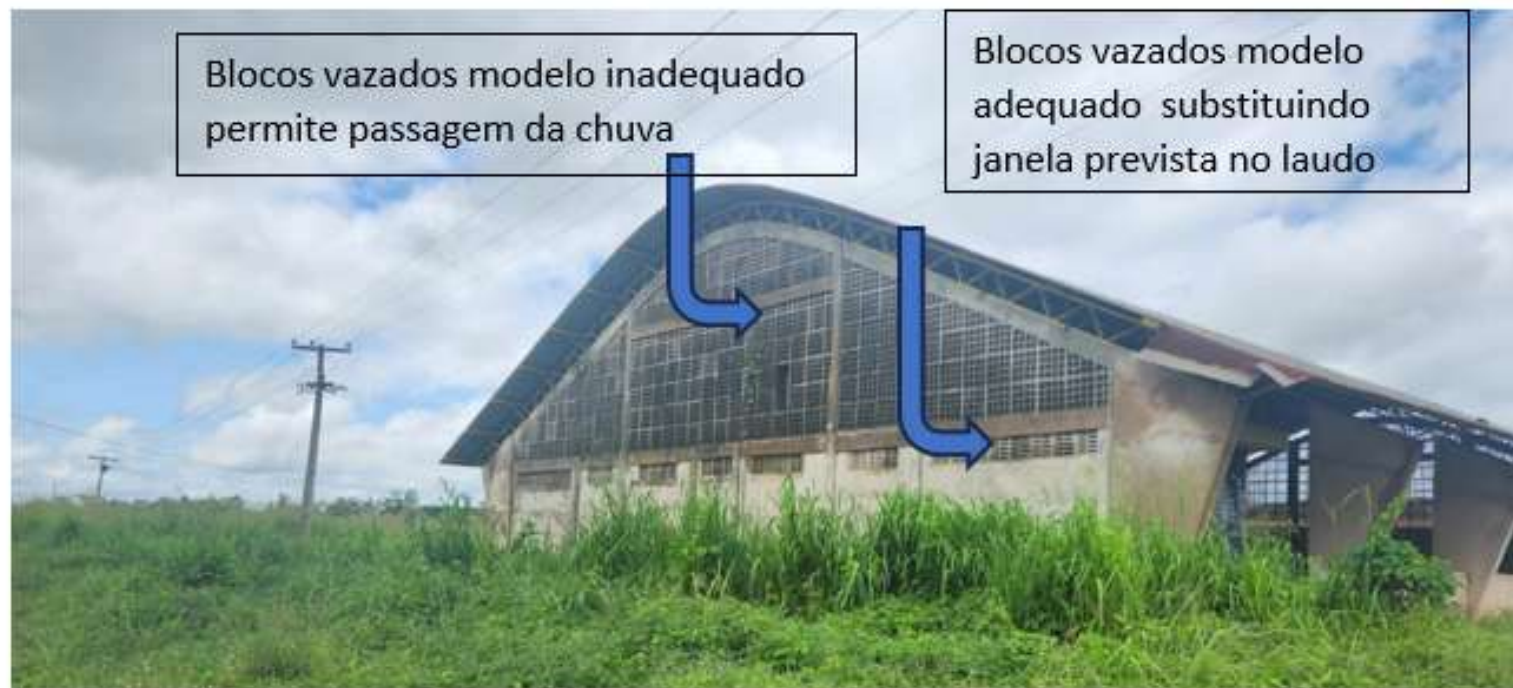 Blocos vazados modelo inadequado
permite passagem da chuva
Blocos vazados modelo
adequado  substituindo
janela prevista no laudo